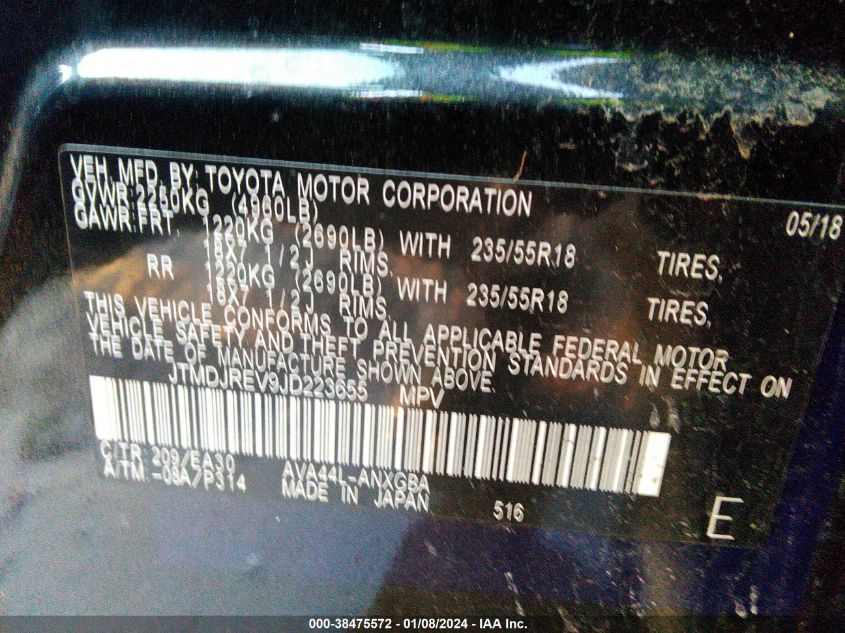 VEH. MFD. BY: TOYOTA MOTOR CORPORATION 05/18
GVWR:2250KG (4960LB)
GAWR:FRT. 1220KG (2690LB) WITH 235/55R18 TIRES,
18X7 1/2J RIMS.
RR 1220KG (2690LB) WITH 235/55R18 TIRES,
18X7 1/2J RIMS.
THIS VEHICLE CONFORMS TO ALL APPLICABLE FEDERAL MOTOR
VEHICLE SAFETY AND THEFT PREVENTION STANDARDS IN EFFECT ON
THE DATE OF MANUFACTURE SHOWN ABOVE.
JTMDJREV9JD223655 MPV
C/TR 209/EA30 AVA44L-ANXGBA
A/TM. -09A/P314 MADE IN JAPAN 516 E
000-38475572 - 01/08/2024 - IAA Inc.